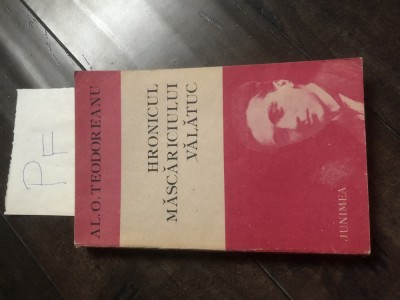 PF
AL. O. TEODOREANU
HRONICUL
MĂSCĂRICIULUI
VĂLĂTUC
JUNIMEA